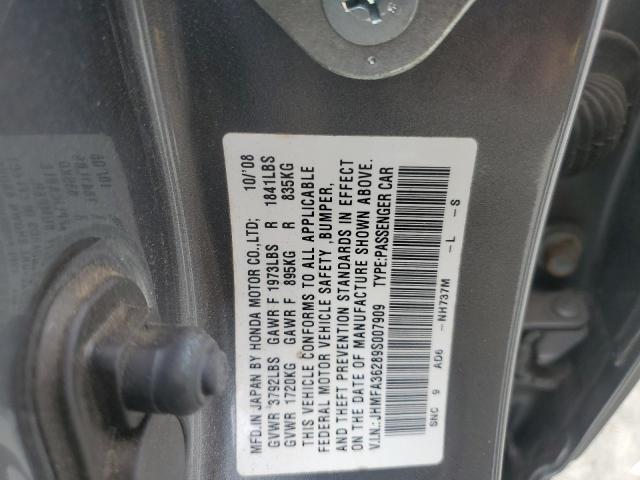 MFD.IN JAPAN BY HONDA MOTOR CO.,LTD; 10/'08
GVWR 3792LBS GAWR F 1973LBS R 1841LBS
GVWR 1720KG GAWR F 895KG R 835KG
THIS VEHICLE CONFORMS TO ALL APPLICABLE
FEDERAL MOTOR VEHICLE SAFETY ,BUMPER,
AND THEFT PREVENTION STANDARDS IN EFFECT
ON THE DATE OF MANUFACTURE SHOWN ABOVE.
V.I.N.:JHMFA36289S007909 TYPE:PASSENGER CAR
SNC 9 AD6 -NH737M -L -S